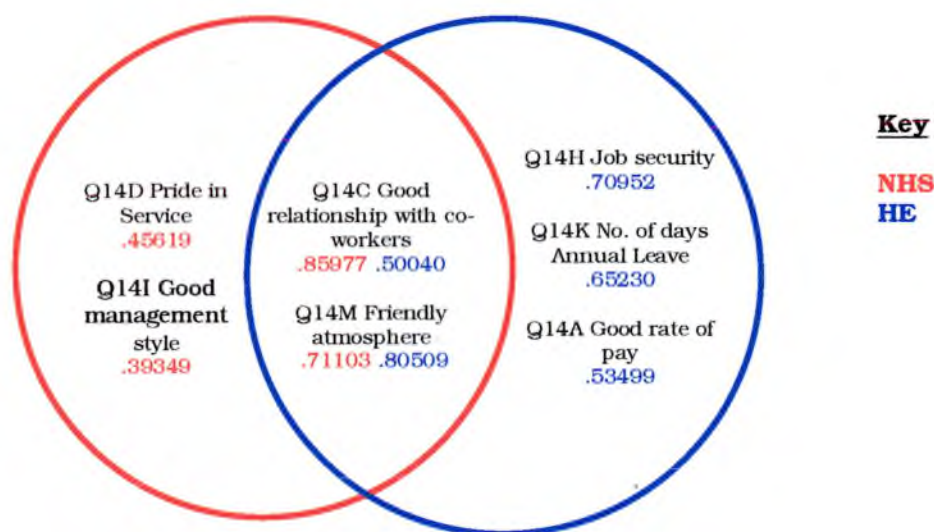 Q14D Pride in
Service
.45619
Q14I Good
management
style
.39349
Q14C Good
relationship with co-
workers
.85977 .50040
Q14M Friendly
atmosphere
.71103 .80509
Q14H Job security
.70952
Q14K No. of days
Annual Leave
.65230
Q14A Good rate of
pay
.53499
Key
NHS
HE